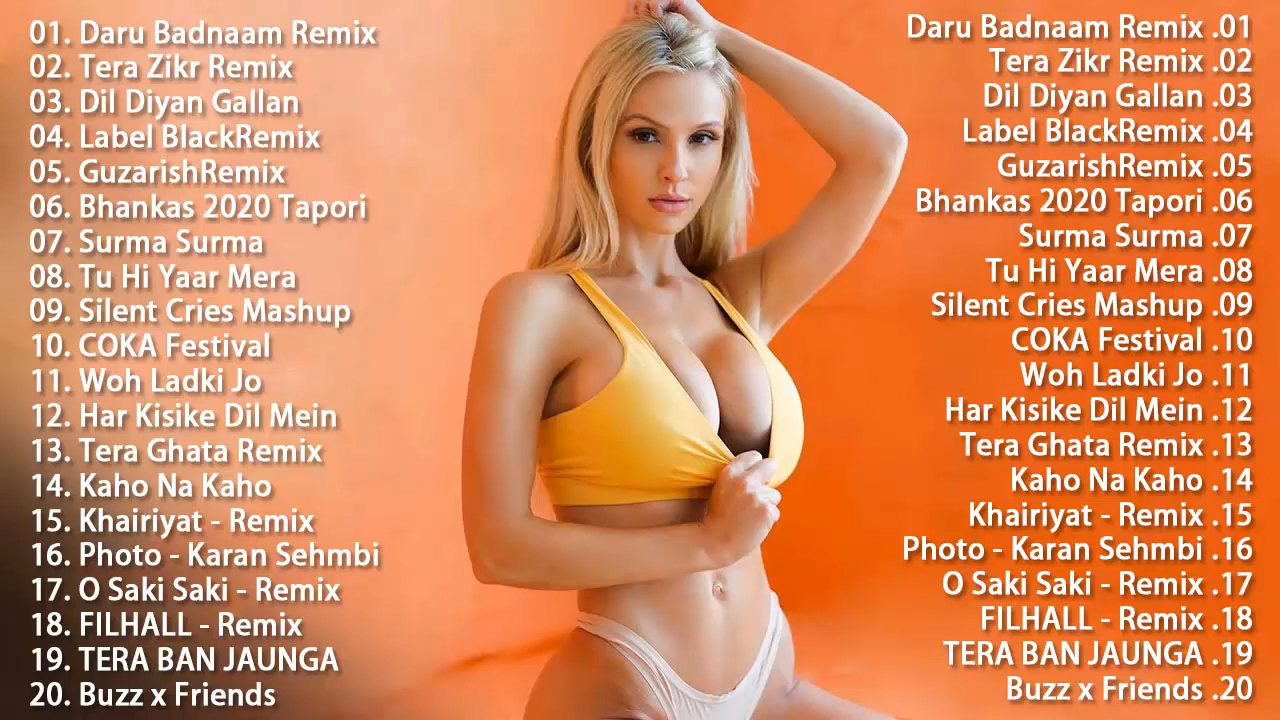 01. Daru Badnaam Remix
02. Tera Zikr Remix
03. Dil Diyan Gallan
04. Label BlackRemix
05. GuzarishRemix
06. Bhankas 2020 Tapori
07. Surma Surma
08. Tu Hi Yaar Mera
09. Silent Cries Mashup
10. COKA Festival
11. Woh Ladki Jo
12. Har Kisike Dil Mein
13. Tera Ghata Remix
14. Kaho Na Kaho
15. Khairiyat - Remix
16. Photo - Karan Sehmbi
17. O Saki Saki - Remix
18. FILHALL - Remix
19. TERA BAN JAUNGA
20. Buzz x Friends
Daru Badnaam Remix .01
Tera Zikr Remix .02
Dil Diyan Gallan .03
Label BlackRemix .04
GuzarishRemix .05
Bhankas 2020 Tapori .06
Surma Surma .07
Tu Hi Yaar Mera .08
Silent Cries Mashup .09
COKA Festival .10
Woh Ladki Jo .11
Har Kisike Dil Mein .12
Tera Ghata Remix .13
Kaho Na Kaho .14
Khairiyat - Remix .15
Photo - Karan Sehmbi .16
O Saki Saki - Remix .17
FILHALL - Remix .18
TERA BAN JAUNGA .19
Buzz x Friends .20